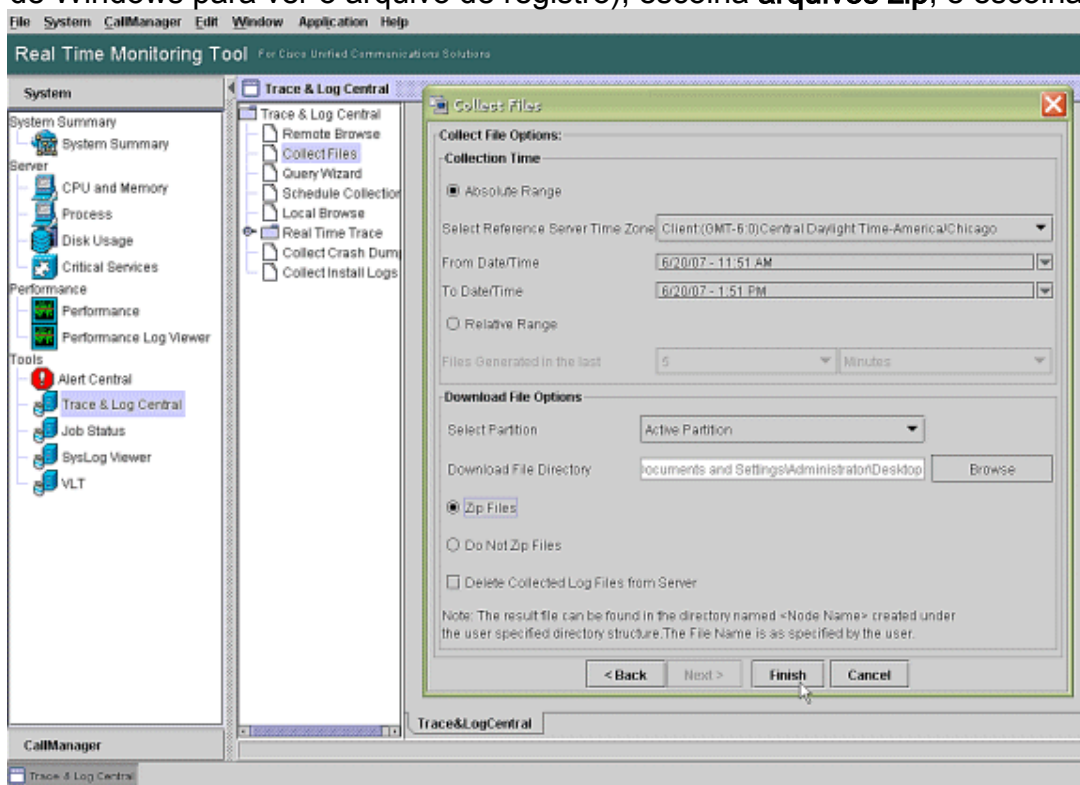 de Windows para ver o arquivo de registro), escolha arquivos zip, e escolha
File System CallManager Edit Window Application Help
Real Time Monitoring Tool For Cisco Unified Communications Solutions
System
System Summary
System Summary
Server
CPU and Memory
Process
Disk Usage
Critical Services
Performance
Performance
Performance Log Viewer
Tools
Alert Central
Trace & Log Central
Job Status
SysLog Viewer
VLT
CallManager
Trace & Log Central
Trace & Log Central
Trace & Log Central
Remote Browse
Collect Files
Query Wizard
Schedule Collection
Local Browse
Real Time Trace
Collect Crash Dump
Collect Install Logs
Collect Files
Collect File Options:
Collection Time
Absolute Range
Select Reference Server Time Zone Client:(GMT-6:0)Central Daylight Time-America/Chicago
From Date/Time 6/20/07 - 11:51 AM
To Date/Time 6/20/07 - 1:51 PM
Relative Range
Files Generated in the last 5 Minutes
Download File Options
Select Partition Active Partition
Download File Directory ocuments and Settings\Administrator\Desktop Browse
Zip Files
Do Not Zip Files
Delete Collected Log Files from Server
Note: The result file can be found in the directory named <Node Name> created under
the user specified directory structure.The File Name is as specified by the user.
< Back Next > Finish Cancel
Trace&LogCentral